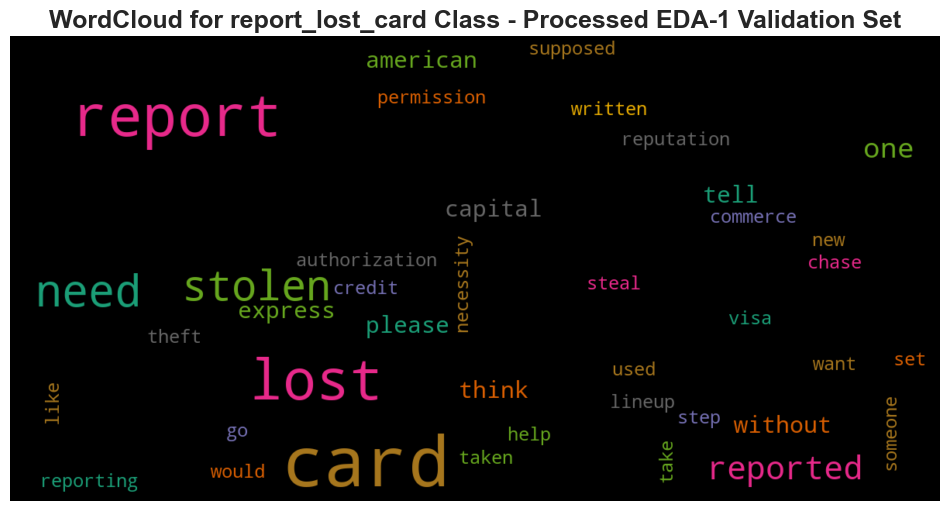 WordCloud for report_lost_card Class - Processed EDA-1 Validation Set
supposed
american
permission
written
report
reputation
one
tell
capital
commerce
new
authorization
chase
necessity
need
stolen
credit
steal
express
please
visa
theft
lost
think
used
want
set
like
lineup
step
without
someone
go
help
card
taken
take
reported
would
reporting